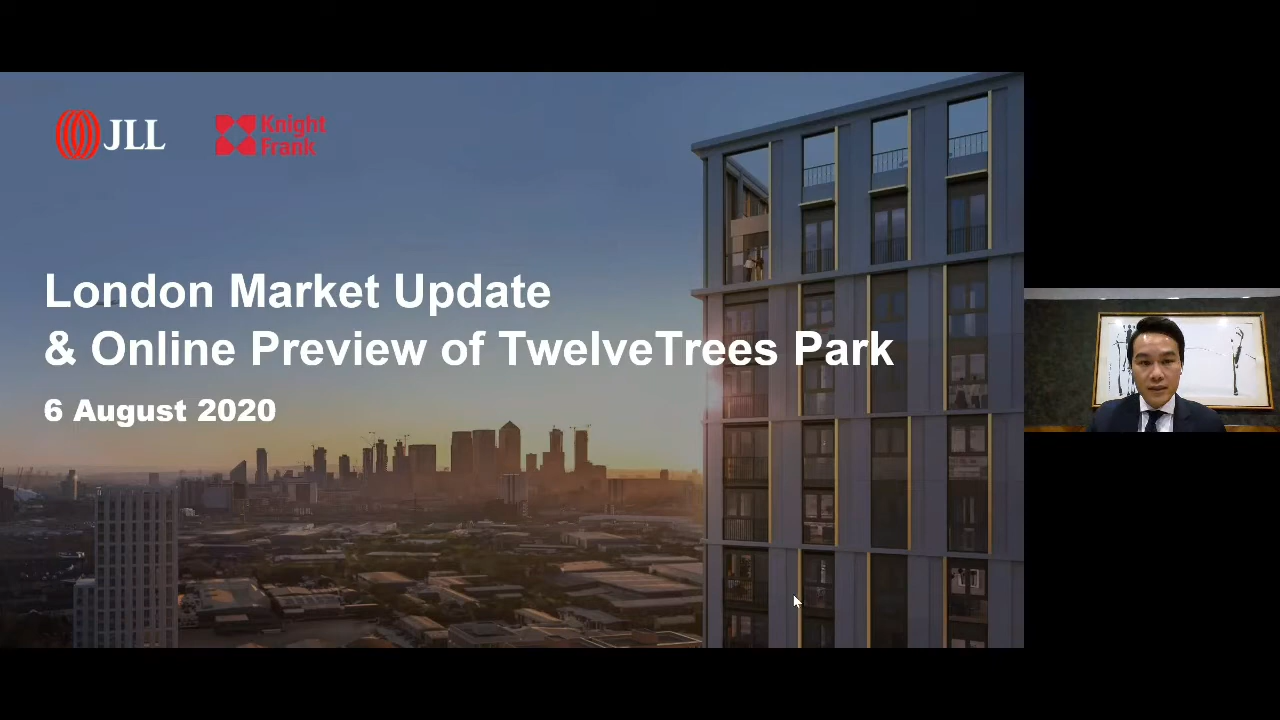 JLL
Knight
Frank
London Market Update
& Online Preview of TwelveTrees Park
6 August 2020